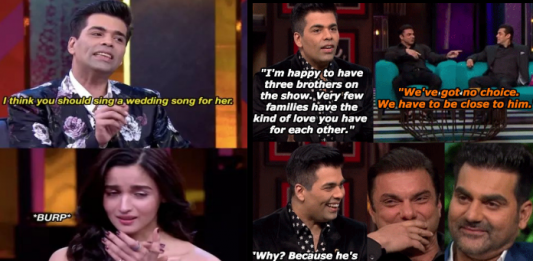 I think you should sing a wedding song for her.
*BURP*
"I'm happy to have
three brothers on
the show. Very few
families have the
kind of love you have
for each other."
"We've got no choice.
We have to be close to him.
"Why? Because he's